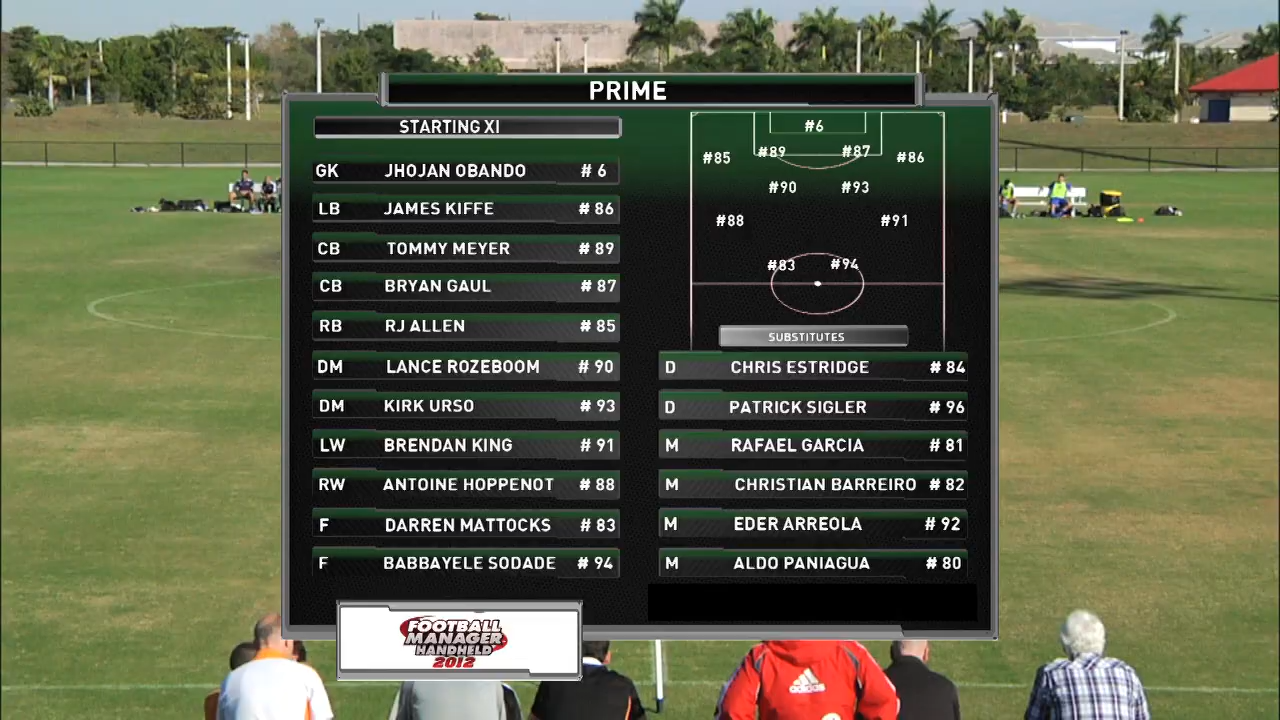 PRIME
STARTING XI
GK JHOJAN OBANDO # 6
LB JAMES KIFFE # 86
CB TOMMY MEYER # 89
CB BRYAN GAUL # 87
RB RJ ALLEN # 85
DM LANCE ROZEBOOM # 90
DM KIRK URSO # 93
LW BRENDAN KING # 91
RW ANTOINE HOPPENOT # 88
F DARREN MATTOCKS # 83
F BABBAYELE SODADE # 94
#6
#85 #89 #87 #86
#90 #93
#88 #91
#83 #94
SUBSTITUTES
D CHRIS ESTRIDGE # 84
D PATRICK SIGLER # 96
M RAFAEL GARCIA # 81
M CHRISTIAN BARREIRO # 82
M EDER ARREOLA # 92
M ALDO PANIAGUA # 80
FOOTBALL
MANAGER
HANDHELD
2012
adidas